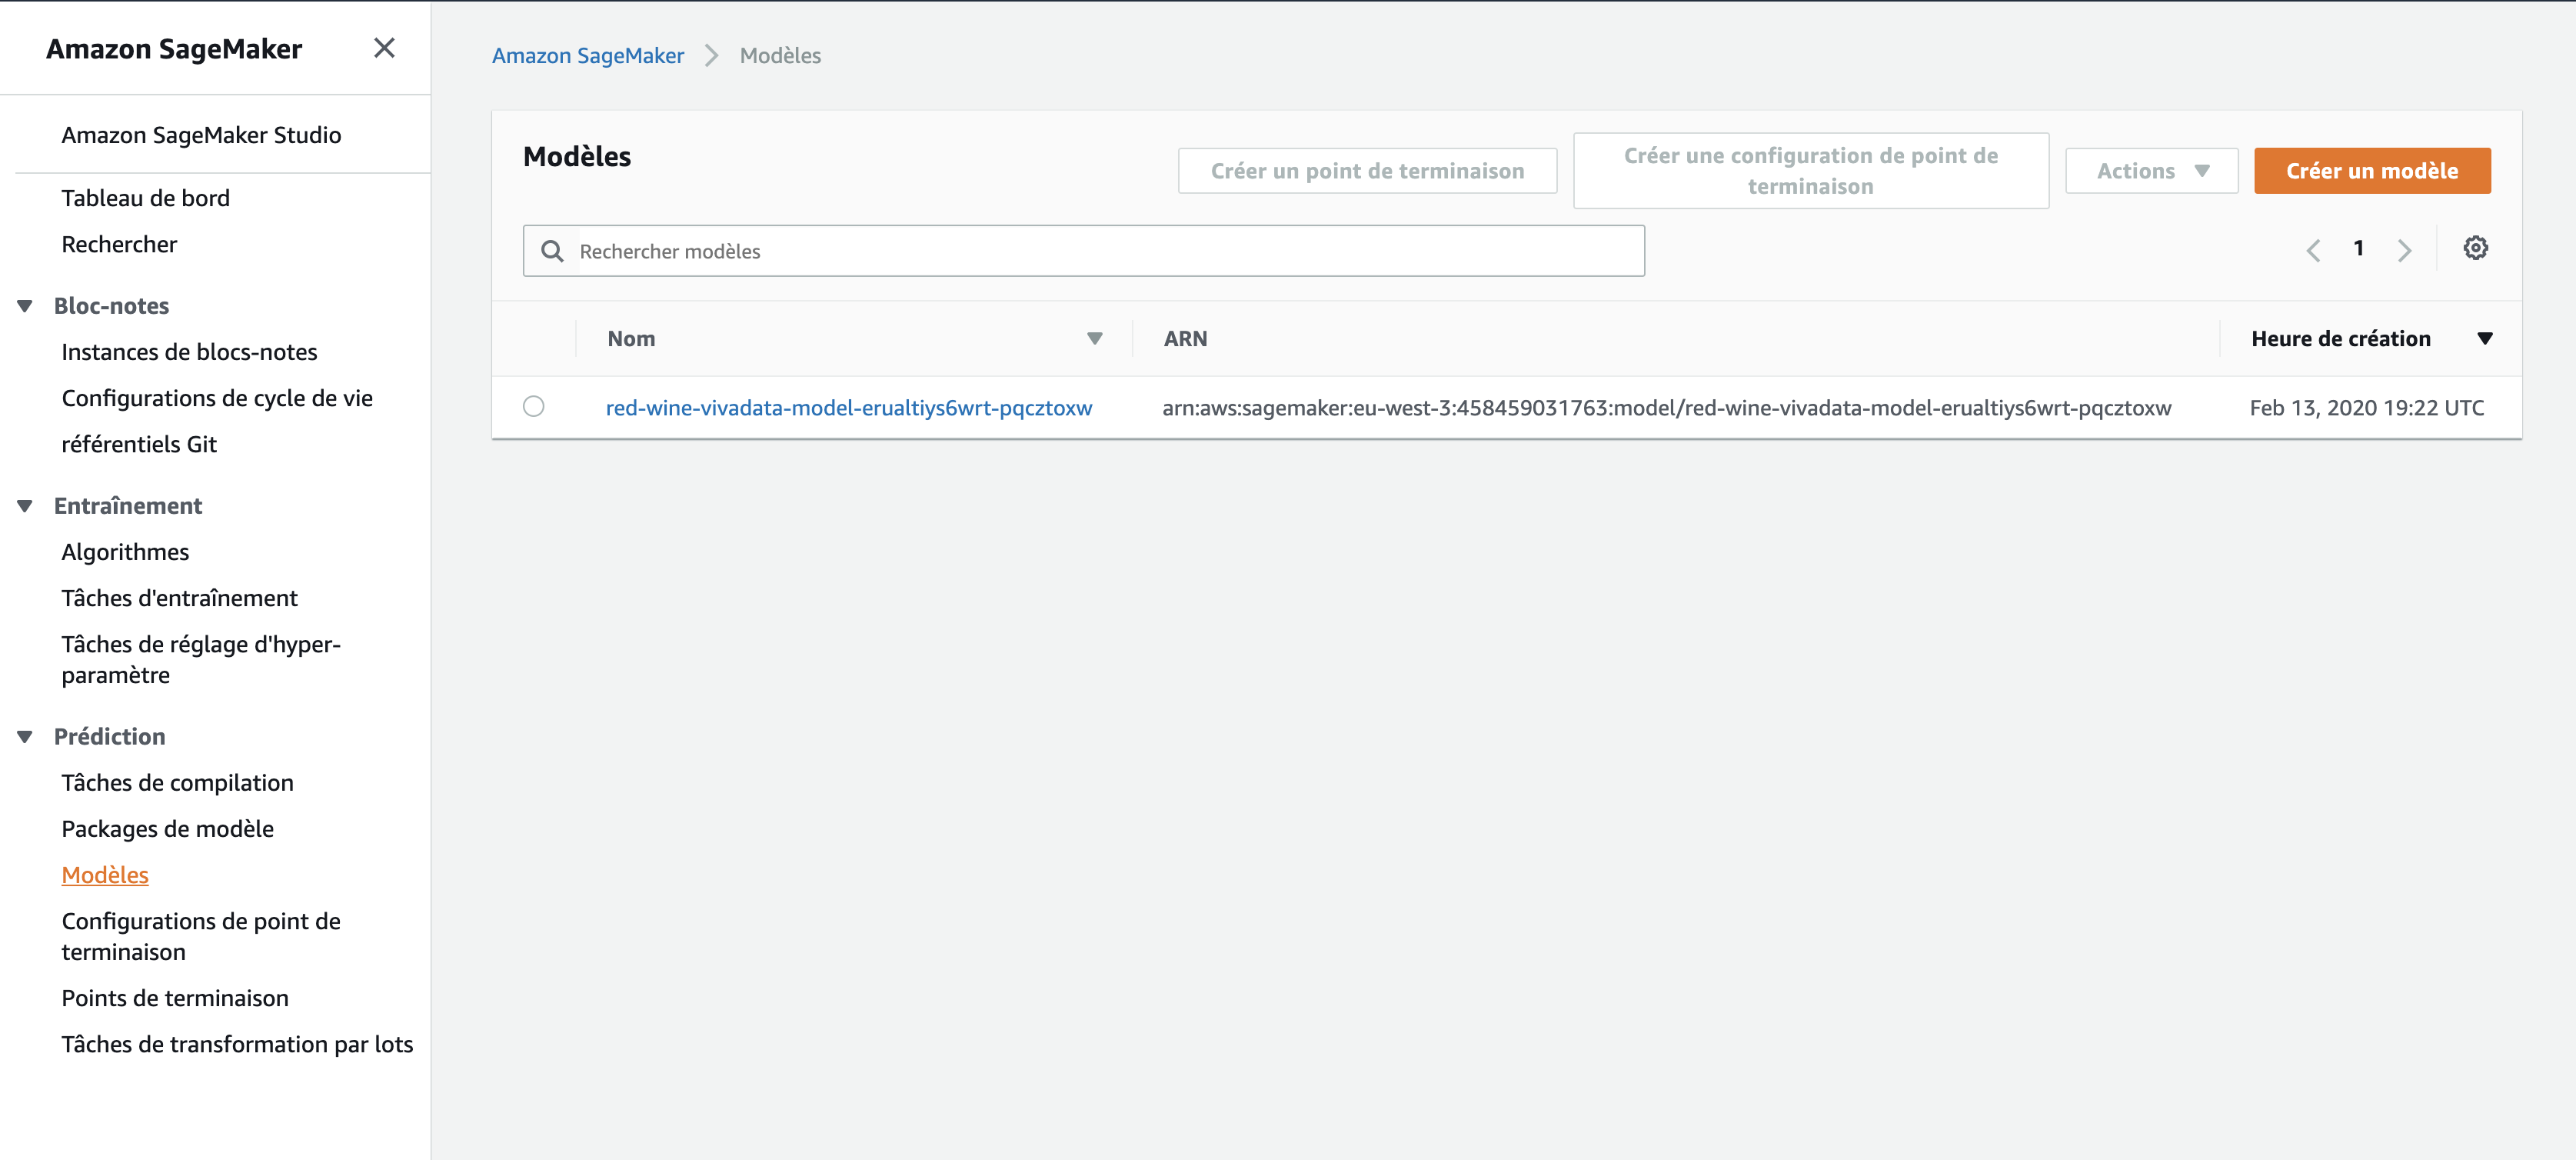 Amazon SageMaker
Amazon SageMaker Studio
Tableau de bord
Rechercher
Bloc-notes
Instances de blocs-notes
Configurations de cycle de vie
référentiels Git
Entraînement
Algorithmes
Tâches d'entraînement
Tâches de réglage d'hyper-
paramètre
Prédiction
Tâches de compilation
Packages de modèle
Modèles
Configurations de point de
terminaison
Points de terminaison
Tâches de transformation par lots
Amazon SageMaker Modèles
Modèles
Créer un point de terminaison
Créer une configuration de point de
terminaison
Actions
Créer un modèle
Rechercher modèles
1
Nom ARN Heure de création
red-wine-vivadata-model-erualtiys6wrt-pqcztoxw arn:aws:sagemaker:eu-west-3:458459031763:model/red-wine-vivadata-model-erualtiys6wrt-pqcztoxw Feb 13, 2020 19:22 UTC